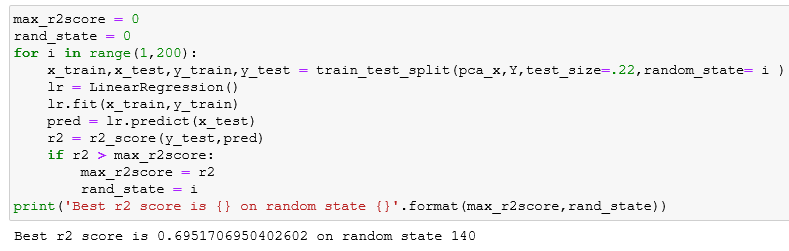 max_r2score = 0
rand_state = 0
for i in range(1,200):
    x_train,x_test,y_train,y_test = train_test_split(pca_x,Y,test_size=.22,random_state= i )
    lr = LinearRegression()
    lr.fit(x_train,y_train)
    pred = lr.predict(x_test)
    r2 = r2_score(y_test,pred)
    if r2 > max_r2score:
        max_r2score = r2
        rand_state = i
print('Best r2 score is {} on random state {}'.format(max_r2score,rand_state))
Best r2 score is 0.6951706950402602 on random state 140